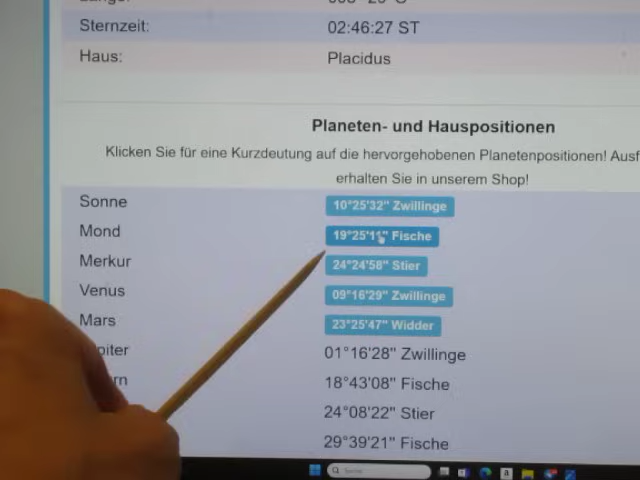 Sternzeit: 02:46:27 ST
Haus: Placidus
Planeten- und Hauspositionen
Klicken Sie für eine Kurzdeutung auf die hervorgehobenen Planetenpositionen! Ausf
erhalten Sie in unserem Shop!
Sonne 10°25'32" Zwillinge
Mond 19°25'11" Fische
Merkur 24°24'58" Stier
Venus 09°16'29" Zwillinge
Mars 23°25'47" Widder
piter 01°16'28" Zwillinge
rn 18°43'08" Fische
24°08'22" Stier
29°39'21" Fische